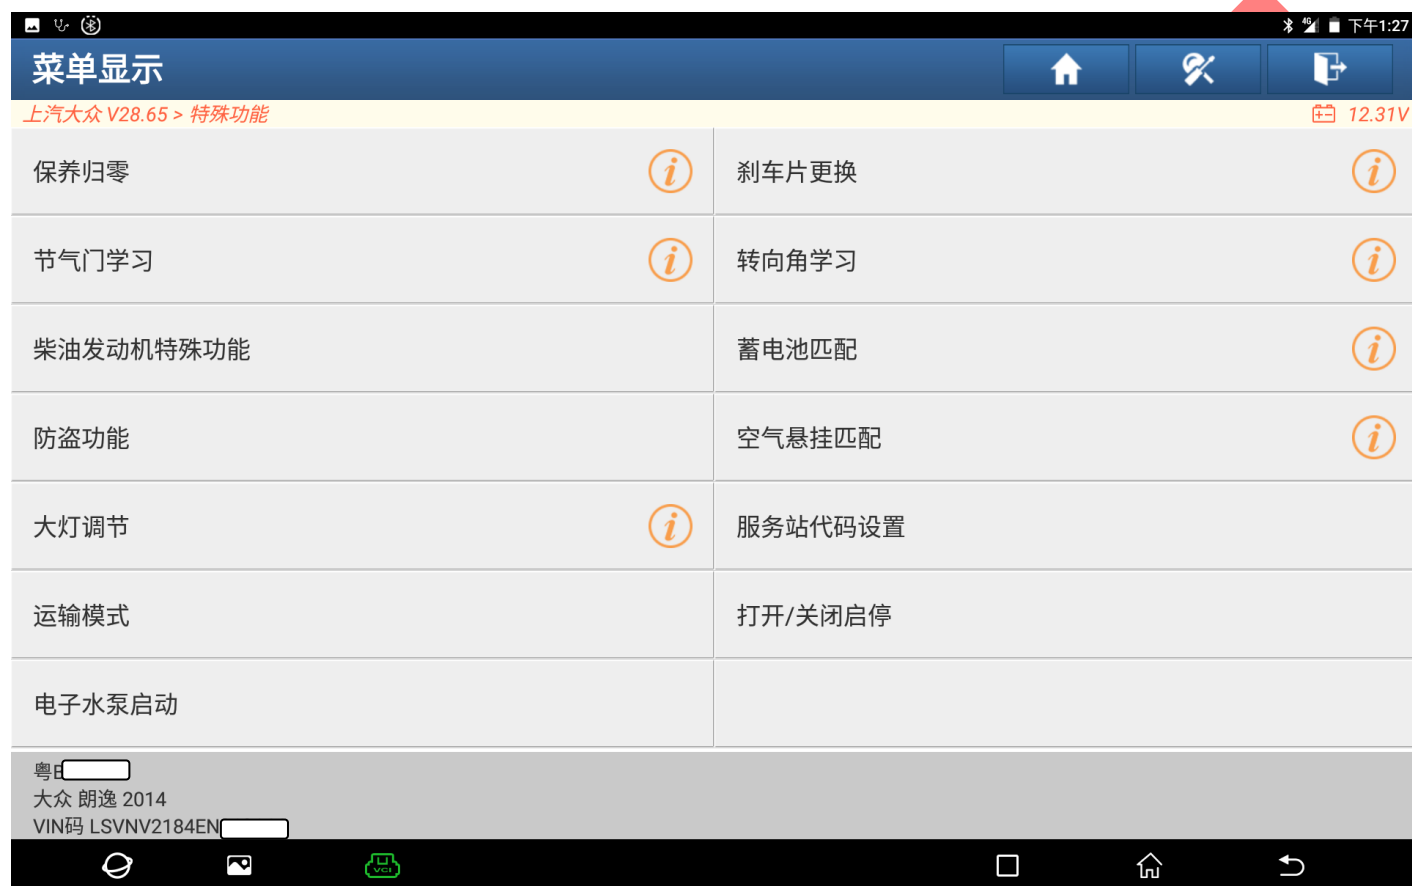 4G 下午1:27
菜单显示
上汽大众 V28.65 > 特殊功能 12.31V
保养归零 刹车片更换
节气门学习 转向角学习
柴油发动机特殊功能 蓄电池匹配
防盗功能 空气悬挂匹配
大灯调节 服务站代码设置
运输模式 打开/关闭启停
电子水泵启动
粤
大众 朗逸 2014
VIN码 LSVNV2184EN
VCI